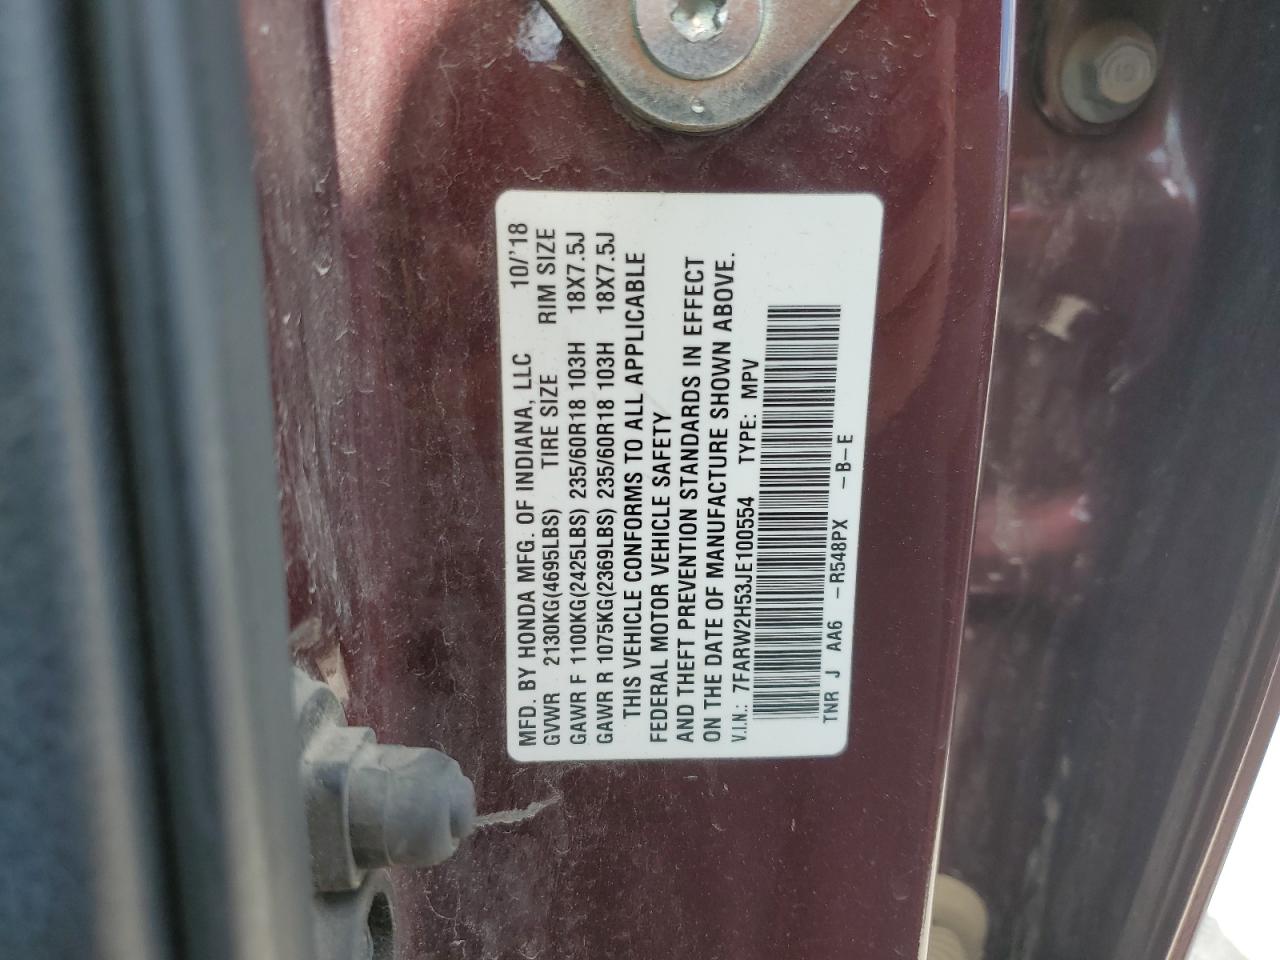 MFD. BY HONDA MFG. OF INDIANA, LLC 10/'18
GVWR 2130KG(4695LBS) TIRE SIZE RIM SIZE
GAWR F 1100KG(2425LBS) 235/60R18 103H 18X7.5J
GAWR R 1075KG(2369LBS) 235/60R18 103H 18X7.5J
THIS VEHICLE CONFORMS TO ALL APPLICABLE
FEDERAL MOTOR VEHICLE SAFETY
AND THEFT PREVENTION STANDARDS IN EFFECT
ON THE DATE OF MANUFACTURE SHOWN ABOVE.
V.I.N.: 7FARW2H53JE100554 TYPE: MPV
TNR J AA6 -R548PX -B-E